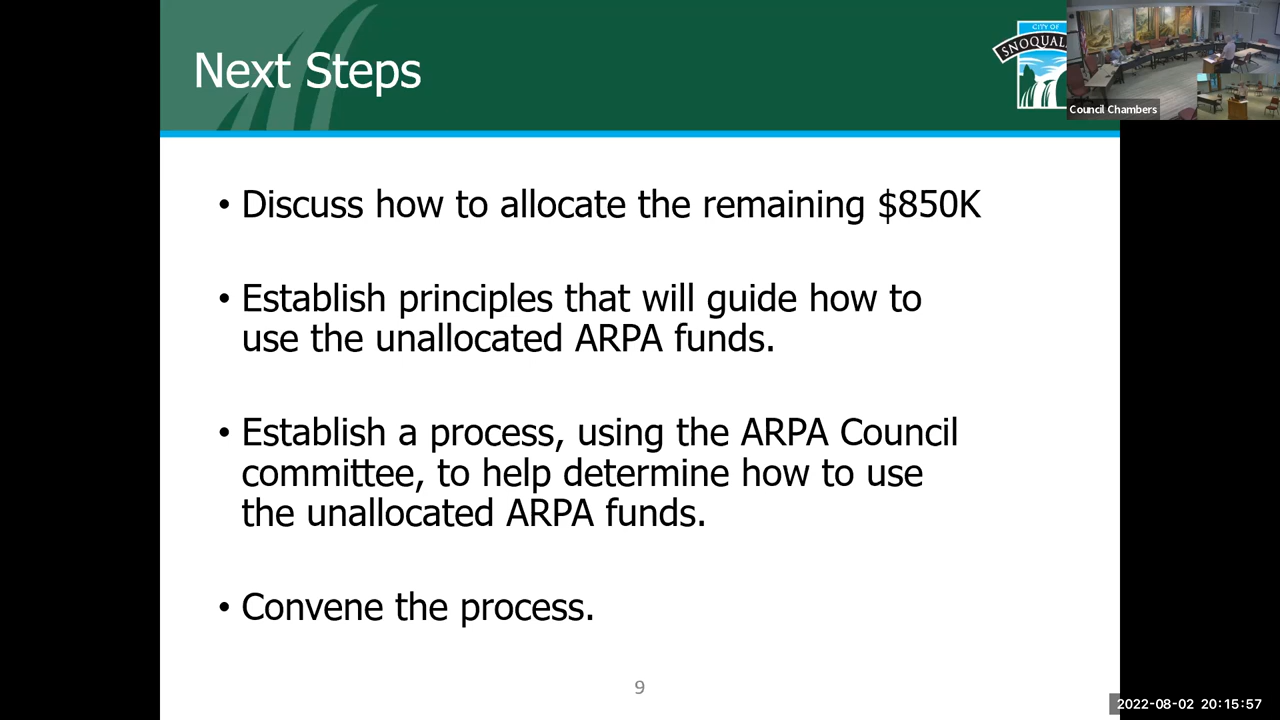 Next Steps
CITY OF
Council Chambers
• Discuss how to allocate the remaining $850K
• Establish principles that will guide how to
use the unallocated ARPA funds.
• Establish a process, using the ARPA Council
committee, to help determine how to use
the unallocated ARPA funds.
• Convene the process.
9
2022-08-02 20:15:57